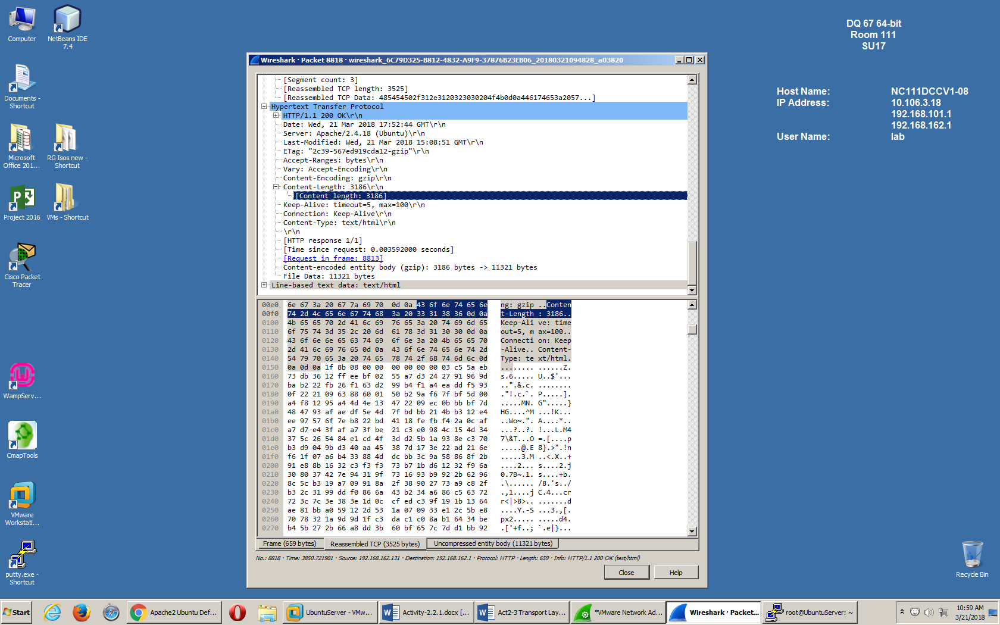 Computer
NetBeans IDE
7.4
Documents -
Shortcut
Microsoft
Office 201...
RG Isos new -
Shortcut
Project 2016
VMs - Shortcut
Cisco Packet
Tracer
WampServ...
CmapTools
VMware
Workstati...
putty.exe -
Shortcut
DQ 67 64-bit
Room 111
SU17
Host Name: NC111DCCV1-08
IP Address: 10.106.3.18
192.168.101.1
192.168.162.1
User Name: lab
Wireshark · Packet 8818 · wireshark_6C79D325-B812-4832-A9F9-37876B23EB06_20180321094828_a03820
[Segment count: 3]
[Reassembled TCP length: 3525]
[Reassembled TCP Data: 485454502f312e3120323030204f4b0d0a446174653a2057...]
Hypertext Transfer Protocol
HTTP/1.1 200 OK\r\n
Date: Wed, 21 Mar 2018 17:52:44 GMT\r\n
Server: Apache/2.4.18 (Ubuntu)\r\n
Last-Modified: Wed, 21 Mar 2018 15:08:51 GMT\r\n
ETag: "2c39-567ed919cda12-gzip"\r\n
Accept-Ranges: bytes\r\n
Vary: Accept-Encoding\r\n
Content-Encoding: gzip\r\n
Content-Length: 3186\r\n
[Content length: 3186]
Keep-Alive: timeout=5, max=100\r\n
Connection: Keep-Alive\r\n
Content-Type: text/html\r\n
\r\n
[HTTP response 1/1]
[Time since request: 0.003592000 seconds]
[Request in frame: 8813]
Content-encoded entity body (gzip): 3186 bytes -> 11321 bytes
File Data: 11321 bytes
Line-based text data: text/html
00e0 6e 67 3a 20 67 7a 69 70 0d 0a 43 6f 6e 74 65 6e ng: gzip ..Conten
00f0 74 2d 4c 65 6e 67 74 68 3a 20 33 31 38 36 0d 0a t-Length : 3186..
0100 4b 65 65 70 2d 41 6c 69 76 65 3a 20 74 69 6d 65 Keep-Ali ve: time
0110 6f 75 74 3d 35 2c 20 6d 61 78 3d 31 30 30 0d 0a out=5, m ax=100..
0120 43 6f 6e 6e 65 63 74 69 6f 6e 3a 20 4b 65 65 70 Connecti on: Keep
0130 2d 41 6c 69 76 65 0d 0a 43 6f 6e 74 65 6e 74 2d -Alive.. Content-
0140 54 79 70 65 3a 20 74 65 78 74 2f 68 74 6d 6c 0d Type: te xt/html.
0150 0a 0d 0a 1f 8b 08 00 00 00 00 00 00 03 c5 5a eb ........ ......Z.
0160 73 db 36 12 ff ee bf 02 55 a7 d3 24 27 91 96 9d s.6..... U..$'...
0170 ba b2 22 fb 26 f1 63 d2 99 b4 f1 a4 ea dd f5 93 ..".&.c. ........
0180 0f 22 21 09 63 88 60 01 50 b2 9a f6 7f bf 5d 00 ."!.c.`. P.....].
0190 a4 f8 12 95 a4 4d 4e 13 47 22 09 ec 0b bb bf 7d .....MN. G".....}
01a0 48 47 93 af ae df 5e 4d 7f bd bb 21 4b b3 12 e4 HG....^M ...!K...
01b0 ee 97 57 6f 7e b8 22 bd 41 18 fe fb f4 2a 0c af ..Wo~.". A....*..
01c0 a7 d7 e4 3f af a7 3f be 21 c3 e0 98 4c 15 4d 34 ...?..?. !...L.M4
01d0 37 5c 26 54 84 e1 cd 4f 3d d2 5b 1a 93 8e c3 70 7\&T...O =.[....p
01e0 b3 d9 04 9b d3 40 aa 45 38 7d 17 3e 22 ad 21 6e .....@.E 8}.>".!n
01f0 f6 1f 07 a6 b4 33 88 4d dc bb 3c 9a 58 86 8f 2b .....3.M ..<.X..+
0200 91 e8 8b 16 32 c3 f3 f3 73 b7 1b d6 12 32 f9 6a ....2... s....2.j
0210 30 80 37 42 7e 94 31 9f 73 16 93 b9 92 2b 62 96 0.7B~.1. s....+b.
0220 8c 5c b3 19 a7 09 91 8a 2f 38 90 27 73 a9 c8 2f .\...... /8.'s../
0230 b3 2c 31 99 dd f0 86 6a 43 b2 34 a6 86 c5 63 72 .,1....j C.4...cr
0240 72 3c 7c 3e 38 3e 1d 0c cf ed c3 9f 19 1b 13 64 r<|>8>.. .......d
0250 ae 81 bb a0 59 12 2d 53 1a 07 09 33 e1 2c 5b e8 ....Y.-S ...3.,[.
0260 70 78 32 1a 9d 9d 1f c3 da c1 c0 8a b1 64 34 be px2..... .....d4.
0270 b4 5b 27 2b 66 a8 dd 3b 60 bf 65 7c 7d d1 bb 92 .['+f..; `.e|}...
Frame (659 bytes) Reassembled TCP (3525 bytes) Uncompressed entity body (11321 bytes)
No.: 8818 · Time: 3850.721901 · Source: 192.168.162.131 · Destination: 192.168.162.1 · Protocol: HTTP · Length: 659 · Info: HTTP/1.1 200 OK (text/html)
Close Help
Recycle Bin
Start
Apache2 Ubuntu Def...
UbuntuServer - VMw...
Activity-2.2.1.docx [...
Act2-3 Transport Lay...
*VMware Network Ad...
Wireshark · Packet...
root@UbuntuServer: ~
10:59 AM
3/21/2018